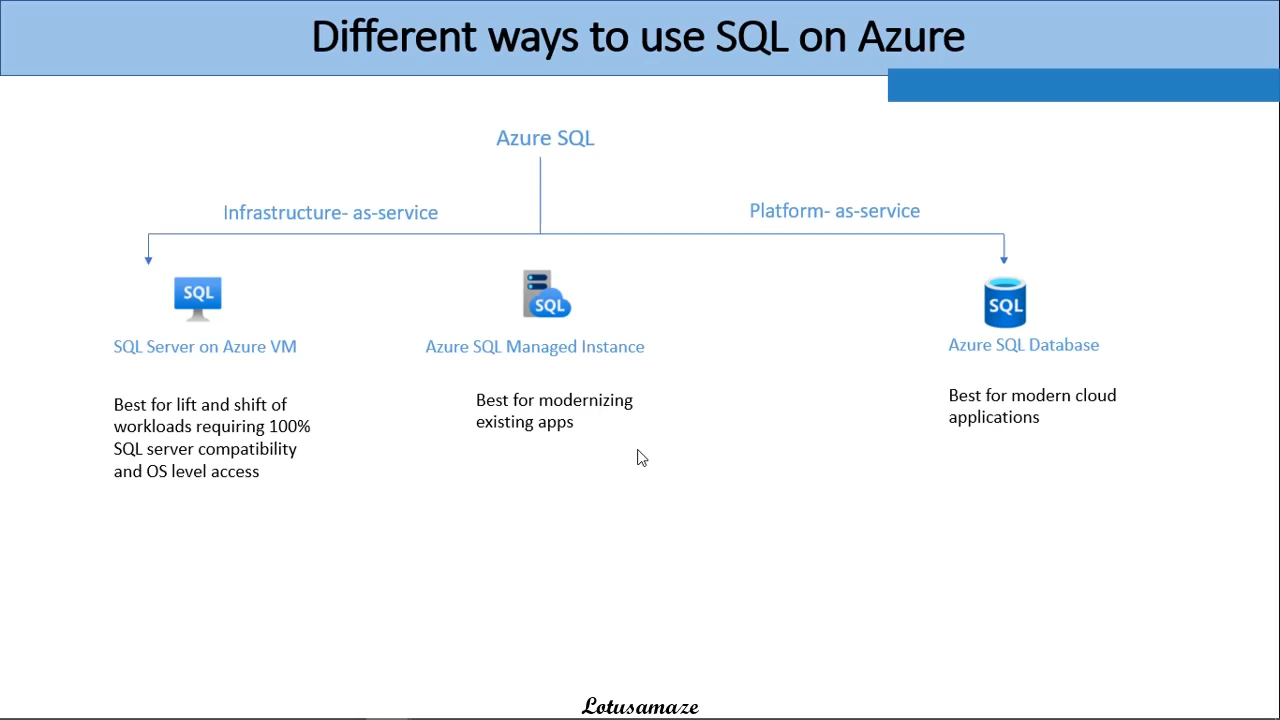 Different ways to use SQL on Azure
Azure SQL
Infrastructure- as-service
Platform- as-service
SQL
SQL Server on Azure VM
Best for lift and shift of
workloads requiring 100%
SQL server compatibility
and OS level access
SQL
Azure SQL Managed Instance
Best for modernizing
existing apps
SQL
Azure SQL Database
Best for modern cloud
applications
Lotusamaze